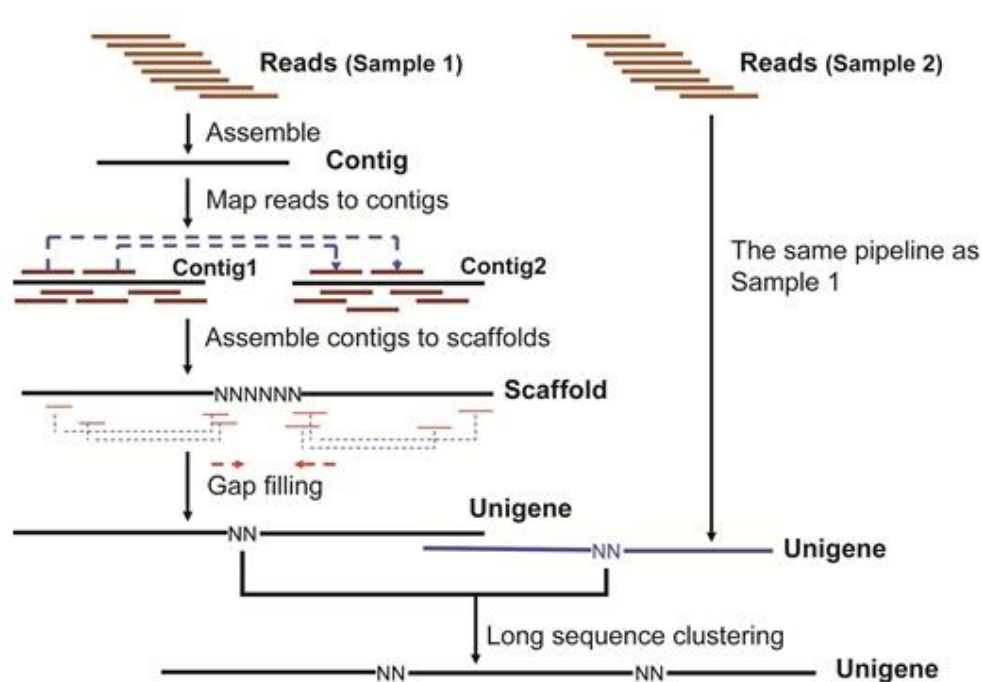 Reads (Sample 1)
Reads (Sample 2)
Assemble
Contig
Map reads to contigs
Contig1
Contig2
The same pipeline as
Sample 1
Assemble contigs to scaffolds
NNNNNN
Scaffold
Gap filling
Unigene
NN
NN
Unigene
Long sequence clustering
NN
NN
Unigene